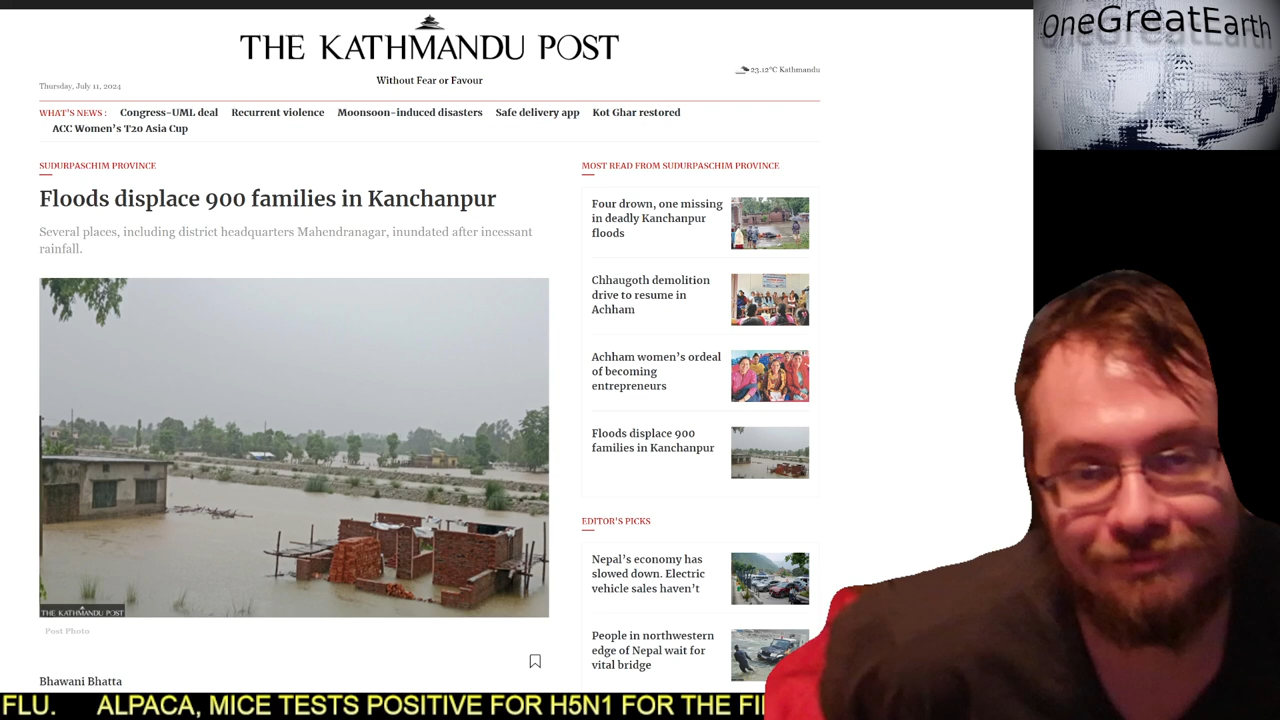 THE KATHMANDU POST
Without Fear or Favour
Thursday, July 11, 2024
23.12°C Kathmandu
WHAT'S NEWS :
Congress-UML deal
Recurrent violence
Moonsoon-induced disasters
Safe delivery app
Kot Ghar restored
ACC Women's T20 Asia Cup
SUDURPASCHIM PROVINCE
Floods displace 900 families in Kanchanpur
Several places, including district headquarters Mahendranagar, inundated after incessant
rainfall.
THE KATHMANDU POST
Post Photo
Bhawani Bhatta
MOST READ FROM SUDURPASCHIM PROVINCE
Four drown, one missing
in deadly Kanchanpur
floods
Chhaugoth demolition
drive to resume in
Achham
Achham women's ordeal
of becoming
entrepreneurs
Floods displace 900
families in Kanchanpur
EDITOR'S PICKS
Nepal's economy has
slowed down. Electric
vehicle sales haven't
People in northwestern
edge of Nepal wait for
vital bridge
OneGreatEarth
FLU. ALPACA, MICE TESTS POSITIVE FOR H5N1 FOR THE